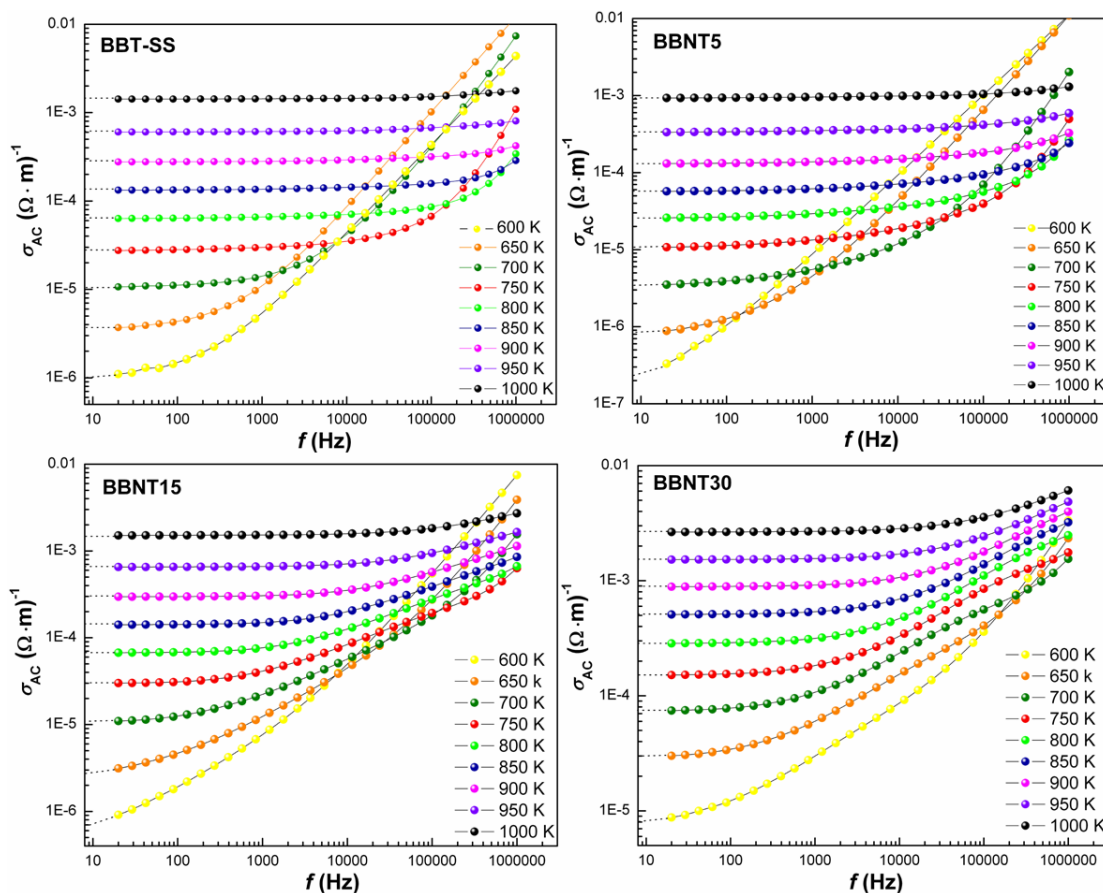 BBT-SS
0.01
1E-3
1E-4
1E-5
1E-6
σAC (Ω·m)-1
600 K
650 K
700 K
750 K
800 K
850 K
900 K
950 K
1000 K
10 100 1000 10000 100000 1000000
f (Hz)
BBNT5
0.01
1E-3
1E-4
1E-5
1E-6
1E-7
σAC (Ω·m)-1
600 K
650 K
700 K
750 K
800 K
850 K
900 K
950 K
1000 K
10 100 1000 10000 100000 1000000
f (Hz)
BBNT15
0.01
1E-3
1E-4
1E-5
1E-6
σAC (Ω·m)-1
600 K
650 k
700 K
750 K
800 K
850 K
900 K
950 K
1000 K
10 100 1000 10000 100000 1000000
f (Hz)
BBNT30
0.01
1E-3
1E-4
1E-5
σAC (Ω·m)-1
600 K
650 K
700 K
750 K
800 K
850 K
900 K
950 K
1000 K
10 100 1000 10000 100000 1000000
f (Hz)